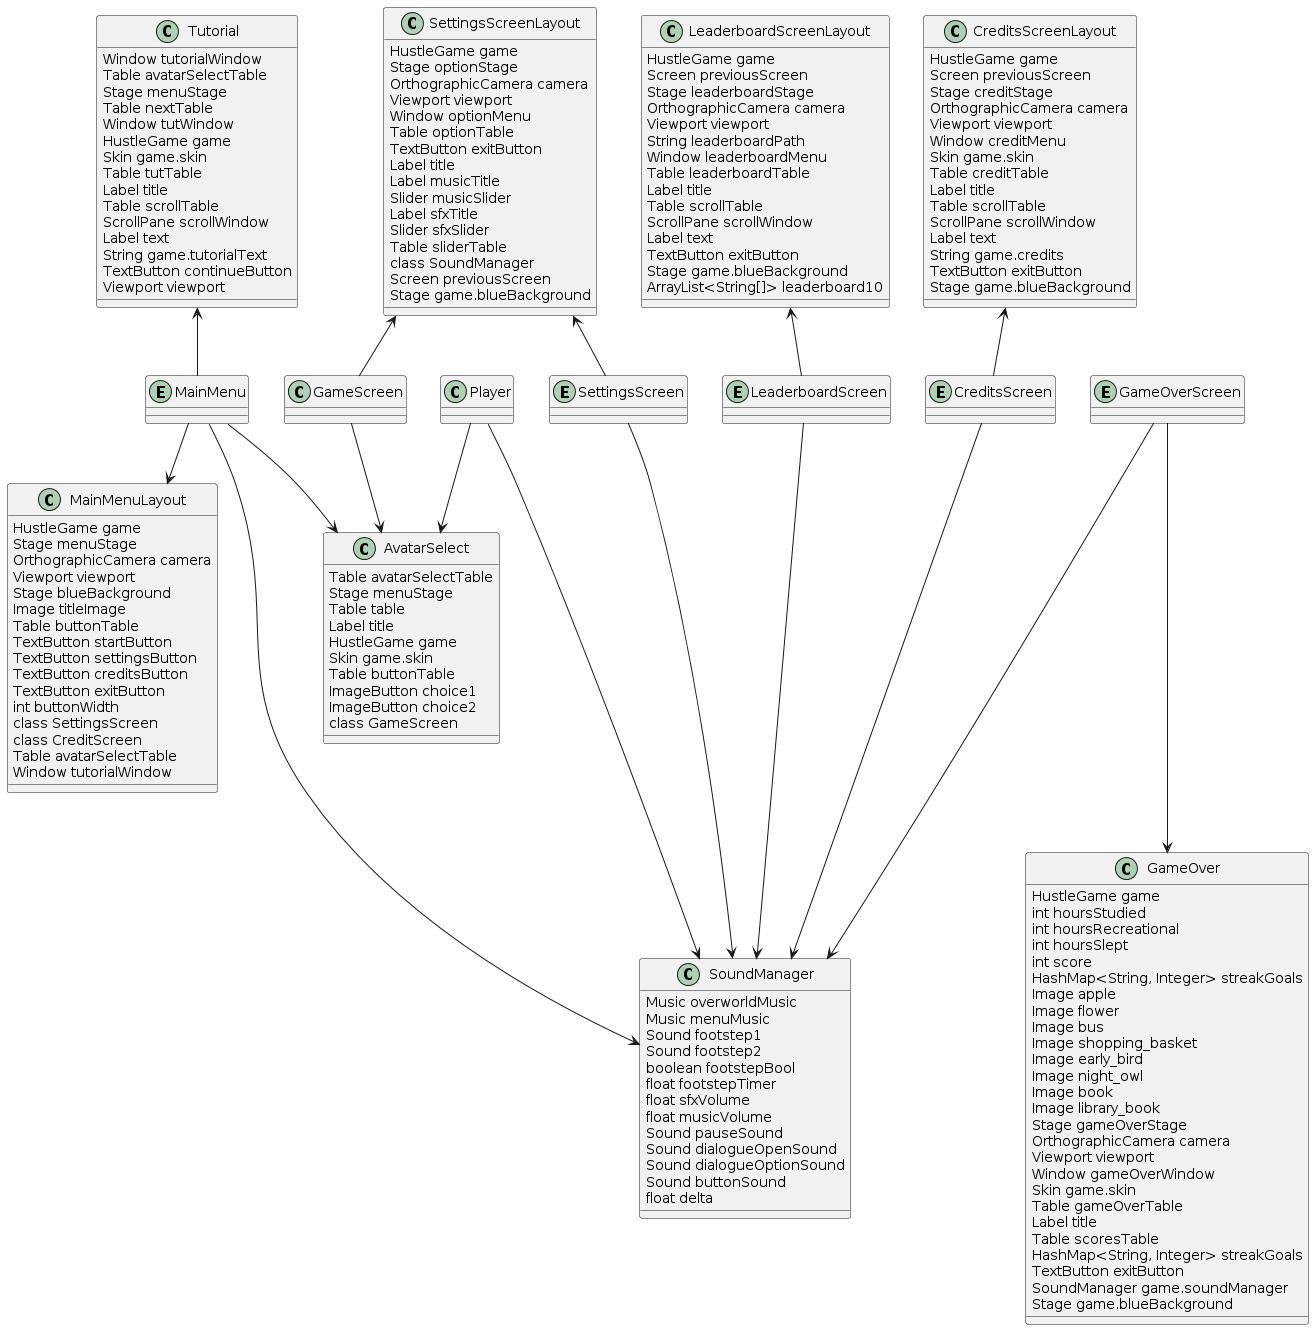 C Tutorial
Window tutorialWindow
Table avatarSelectTable
Stage menuStage
Table nextTable
Window tutWindow
HustleGame game
Skin game.skin
Table tutTable
Label title
Table scrollTable
ScrollPane scrollWindow
Label text
String game.tutorialText
TextButton continueButton
Viewport viewport
C SettingsScreenLayout
HustleGame game
Stage optionStage
OrthographicCamera camera
Viewport viewport
Window optionMenu
Table optionTable
TextButton exitButton
Label title
Label musicTitle
Slider musicSlider
Label sfxTitle
Slider sfxSlider
Table sliderTable
class SoundManager
Screen previousScreen
Stage game.blueBackground
C LeaderboardScreenLayout
HustleGame game
Screen previousScreen
Stage leaderboardStage
OrthographicCamera camera
Viewport viewport
String leaderboardPath
Window leaderboardMenu
Table leaderboardTable
Label title
Table scrollTable
ScrollPane scrollWindow
Label text
TextButton exitButton
Stage game.blueBackground
ArrayList<String[]> leaderboard10
C CreditsScreenLayout
HustleGame game
Screen previousScreen
Stage creditStage
OrthographicCamera camera
Viewport viewport
Window creditMenu
Skin game.skin
Table creditTable
Label title
Table scrollTable
ScrollPane scrollWindow
Label text
String game.credits
TextButton exitButton
Stage game.blueBackground
E MainMenu
C GameScreen
C Player
E SettingsScreen
E LeaderboardScreen
E CreditsScreen
E GameOverScreen
C MainMenuLayout
HustleGame game
Stage menuStage
OrthographicCamera camera
Viewport viewport
Stage blueBackground
Image titleImage
Table buttonTable
TextButton startButton
TextButton settingsButton
TextButton creditsButton
TextButton exitButton
int buttonWidth
class SettingsScreen
class CreditScreen
Table avatarSelectTable
Window tutorialWindow
C AvatarSelect
Table avatarSelectTable
Stage menuStage
Table table
Label title
HustleGame game
Skin game.skin
Table buttonTable
ImageButton choice1
ImageButton choice2
class GameScreen
C SoundManager
Music overworldMusic
Music menuMusic
Sound footstep1
Sound footstep2
boolean footstepBool
float footstepTimer
float sfxVolume
float musicVolume
Sound pauseSound
Sound dialogueOpenSound
Sound dialogueOptionSound
Sound buttonSound
float delta
C GameOver
HustleGame game
int hoursStudied
int hoursRecreational
int hoursSlept
int score
HashMap<String, Integer> streakGoals
Image apple
Image flower
Image bus
Image shopping_basket
Image early_bird
Image night_owl
Image book
Image library_book
Stage gameOverStage
OrthographicCamera camera
Viewport viewport
Window gameOverWindow
Skin game.skin
Table gameOverTable
Label title
Table scoresTable
HashMap<String, Integer> streakGoals
TextButton exitButton
SoundManager game.soundManager
Stage game.blueBackground